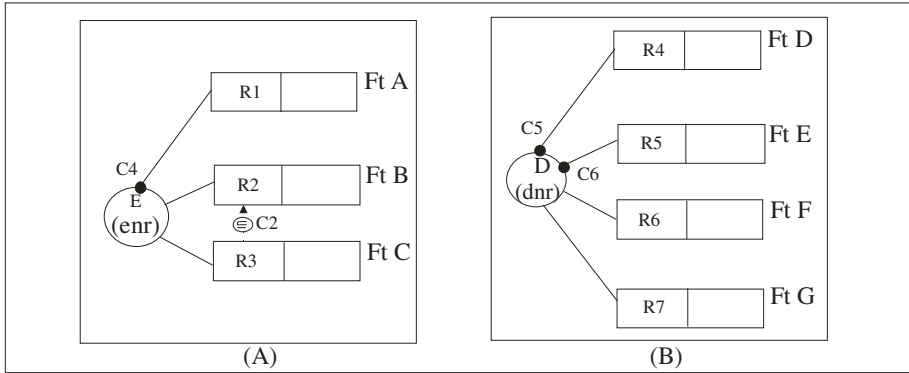 R1
Ft A
C4
E
(enr)
R2
Ft B
C2
R3
Ft C
(A)
R4
Ft D
C5
D
(dnr)
C6
R5
Ft E
R6
Ft F
R7
Ft G
(B)